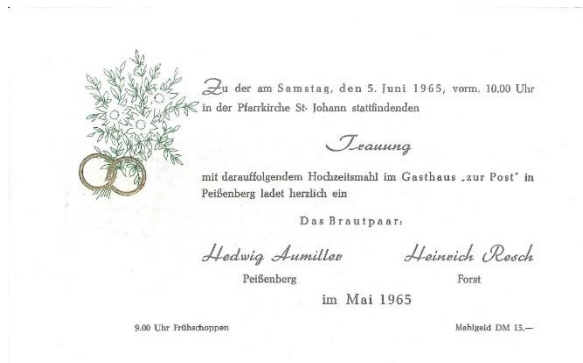 Zu der am Samstag, den 5. Juni 1965, vorm. 10.00 Uhr
in der Pfarrkirche St. Johann stattfindenden
Trauung
mit darauffolgendem Hochzeitsmahl im Gasthaus „zur Post" in
Peißenberg ladet herzlich ein
Das Brautpaar:
Hedwig Aumiller Heinrich Resch
Peißenberg Forst
im Mai 1965
9.00 Uhr Frühschoppen Mahlgeld DM 15.—